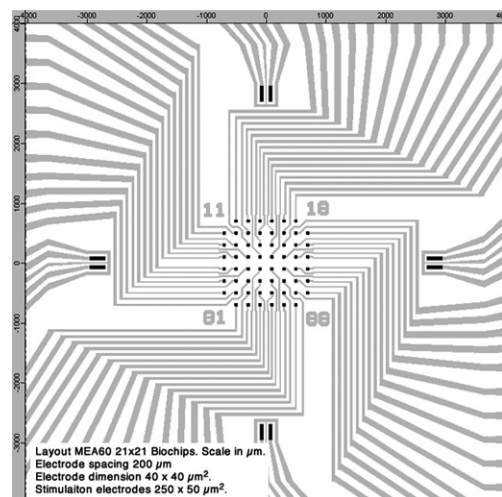 -3000 -2000 -1000 0 1000 2000 3000
4000
3000
2000
1000
0
-1000
-2000
-3000
11 18
81 88
Layout MEA60 21x21 Biochips. Scale in µm.
Electrode spacing 200 µm
Electrode dimension 40 x 40 µm².
Stimulaiton electrodes 250 x 50 µm².